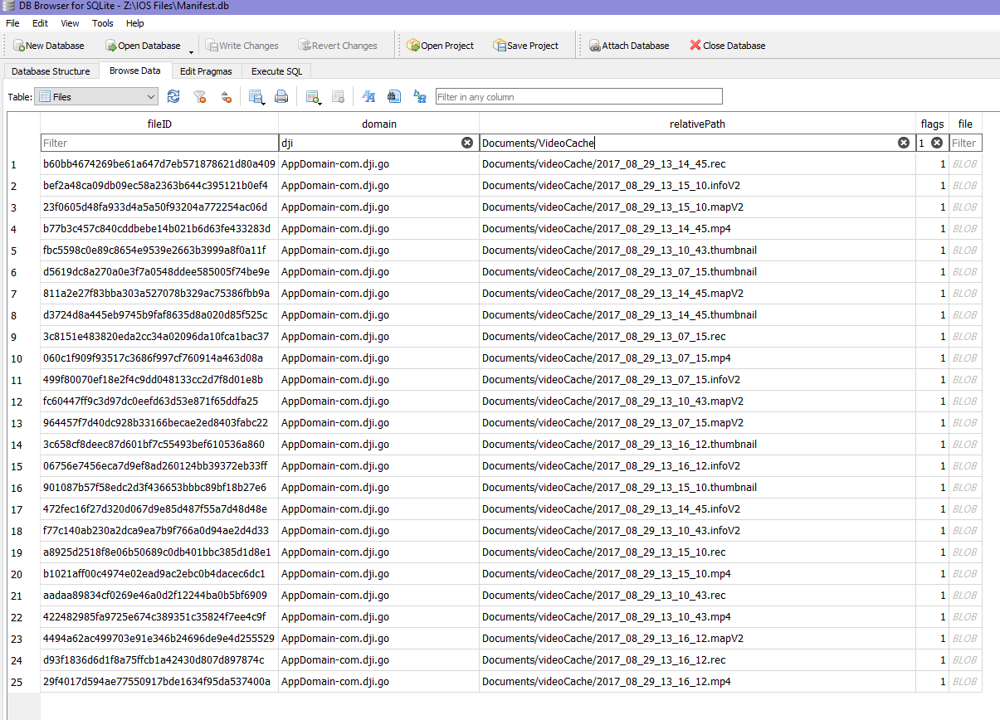 DB Browser for SQLite - Z:\IOS Files\Manifest.db
File Edit View Tools Help
New Database Open Database Write Changes Revert Changes Open Project Save Project Attach Database Close Database
Database Structure Browse Data Edit Pragmas Execute SQL
Table: Files Filter in any column
fileID domain relativePath flags file
Filter dji Documents/VideoCache 1 Filter
1 b60bb4674269be61a647d7eb571878621d80a409 AppDomain-com.dji.go Documents/videoCache/2017_08_29_13_14_45.rec 1 BLOB
2 bef2a48ca09db09ec58a2363b644c395121b0ef4 AppDomain-com.dji.go Documents/videoCache/2017_08_29_13_15_10.infoV2 1 BLOB
3 23f0605d48fa933d4a5a50f93204a772254ac06d AppDomain-com.dji.go Documents/videoCache/2017_08_29_13_15_10.mapV2 1 BLOB
4 b77b3c457c840cddbebe14b021b6d63fe433283d AppDomain-com.dji.go Documents/videoCache/2017_08_29_13_14_45.mp4 1 BLOB
5 fbc5598c0e89c8654e9539e2663b3999a8f0a11f AppDomain-com.dji.go Documents/videoCache/2017_08_29_13_10_43.thumbnail 1 BLOB
6 d5619dc8a270a0e3f7a0548ddee585005f74be9e AppDomain-com.dji.go Documents/videoCache/2017_08_29_13_07_15.thumbnail 1 BLOB
7 811a2e27f83bba303a527078b329ac75386fbb9a AppDomain-com.dji.go Documents/videoCache/2017_08_29_13_14_45.mapV2 1 BLOB
8 d3724d8a445eb9745b9faf8635d8a020d85f525c AppDomain-com.dji.go Documents/videoCache/2017_08_29_13_14_45.thumbnail 1 BLOB
9 3c8151e483820eda2cc34a02096da10fca1bac37 AppDomain-com.dji.go Documents/videoCache/2017_08_29_13_07_15.rec 1 BLOB
10 060c1f909f93517c3686f997cf760914a463d08a AppDomain-com.dji.go Documents/videoCache/2017_08_29_13_07_15.mp4 1 BLOB
11 499f80070ef18e2f4c9dd048133cc2d7f8d01e8b AppDomain-com.dji.go Documents/videoCache/2017_08_29_13_07_15.infoV2 1 BLOB
12 fc60447ff9c3d97dc0eefd63d53e871f65ddfa25 AppDomain-com.dji.go Documents/videoCache/2017_08_29_13_10_43.mapV2 1 BLOB
13 964457f7d40dc928b33166becae2ed8403fabc22 AppDomain-com.dji.go Documents/videoCache/2017_08_29_13_07_15.mapV2 1 BLOB
14 3c658cf8deec87d601bf7c55493bef610536a860 AppDomain-com.dji.go Documents/videoCache/2017_08_29_13_16_12.thumbnail 1 BLOB
15 06756e7456eca7d9ef8ad260124bb39372eb33ff AppDomain-com.dji.go Documents/videoCache/2017_08_29_13_16_12.infoV2 1 BLOB
16 901087b57f58edc2d3f436653bbbc89bf18b27e6 AppDomain-com.dji.go Documents/videoCache/2017_08_29_13_15_10.thumbnail 1 BLOB
17 472fec16f27d320d067d9e85d487f55a7d48d48e AppDomain-com.dji.go Documents/videoCache/2017_08_29_13_14_45.infoV2 1 BLOB
18 f77c140ab230a2dca9ea7b9f766a0d94ae2d4d33 AppDomain-com.dji.go Documents/videoCache/2017_08_29_13_10_43.infoV2 1 BLOB
19 a8925d2518f8e06b50689c0db401bbc385d1d8e1 AppDomain-com.dji.go Documents/videoCache/2017_08_29_13_15_10.rec 1 BLOB
20 b1021aff00c4974e02ead9ac2ebc0b4dacec6dc1 AppDomain-com.dji.go Documents/videoCache/2017_08_29_13_15_10.mp4 1 BLOB
21 aadaa89834cf0269e46a0d2f12244ba0b5bf6909 AppDomain-com.dji.go Documents/videoCache/2017_08_29_13_10_43.rec 1 BLOB
22 422482985fa9725e674c389351c35824f7ee4c9f AppDomain-com.dji.go Documents/videoCache/2017_08_29_13_10_43.mp4 1 BLOB
23 4494a62ac499703e91e346b24696de9e4d255529 AppDomain-com.dji.go Documents/videoCache/2017_08_29_13_16_12.mapV2 1 BLOB
24 d93f1836d6d1f8a75ffcb1a42430d807d897874c AppDomain-com.dji.go Documents/videoCache/2017_08_29_13_16_12.rec 1 BLOB
25 29f4017d594ae77550917bde1634f95da537400a AppDomain-com.dji.go Documents/videoCache/2017_08_29_13_16_12.mp4 1 BLOB